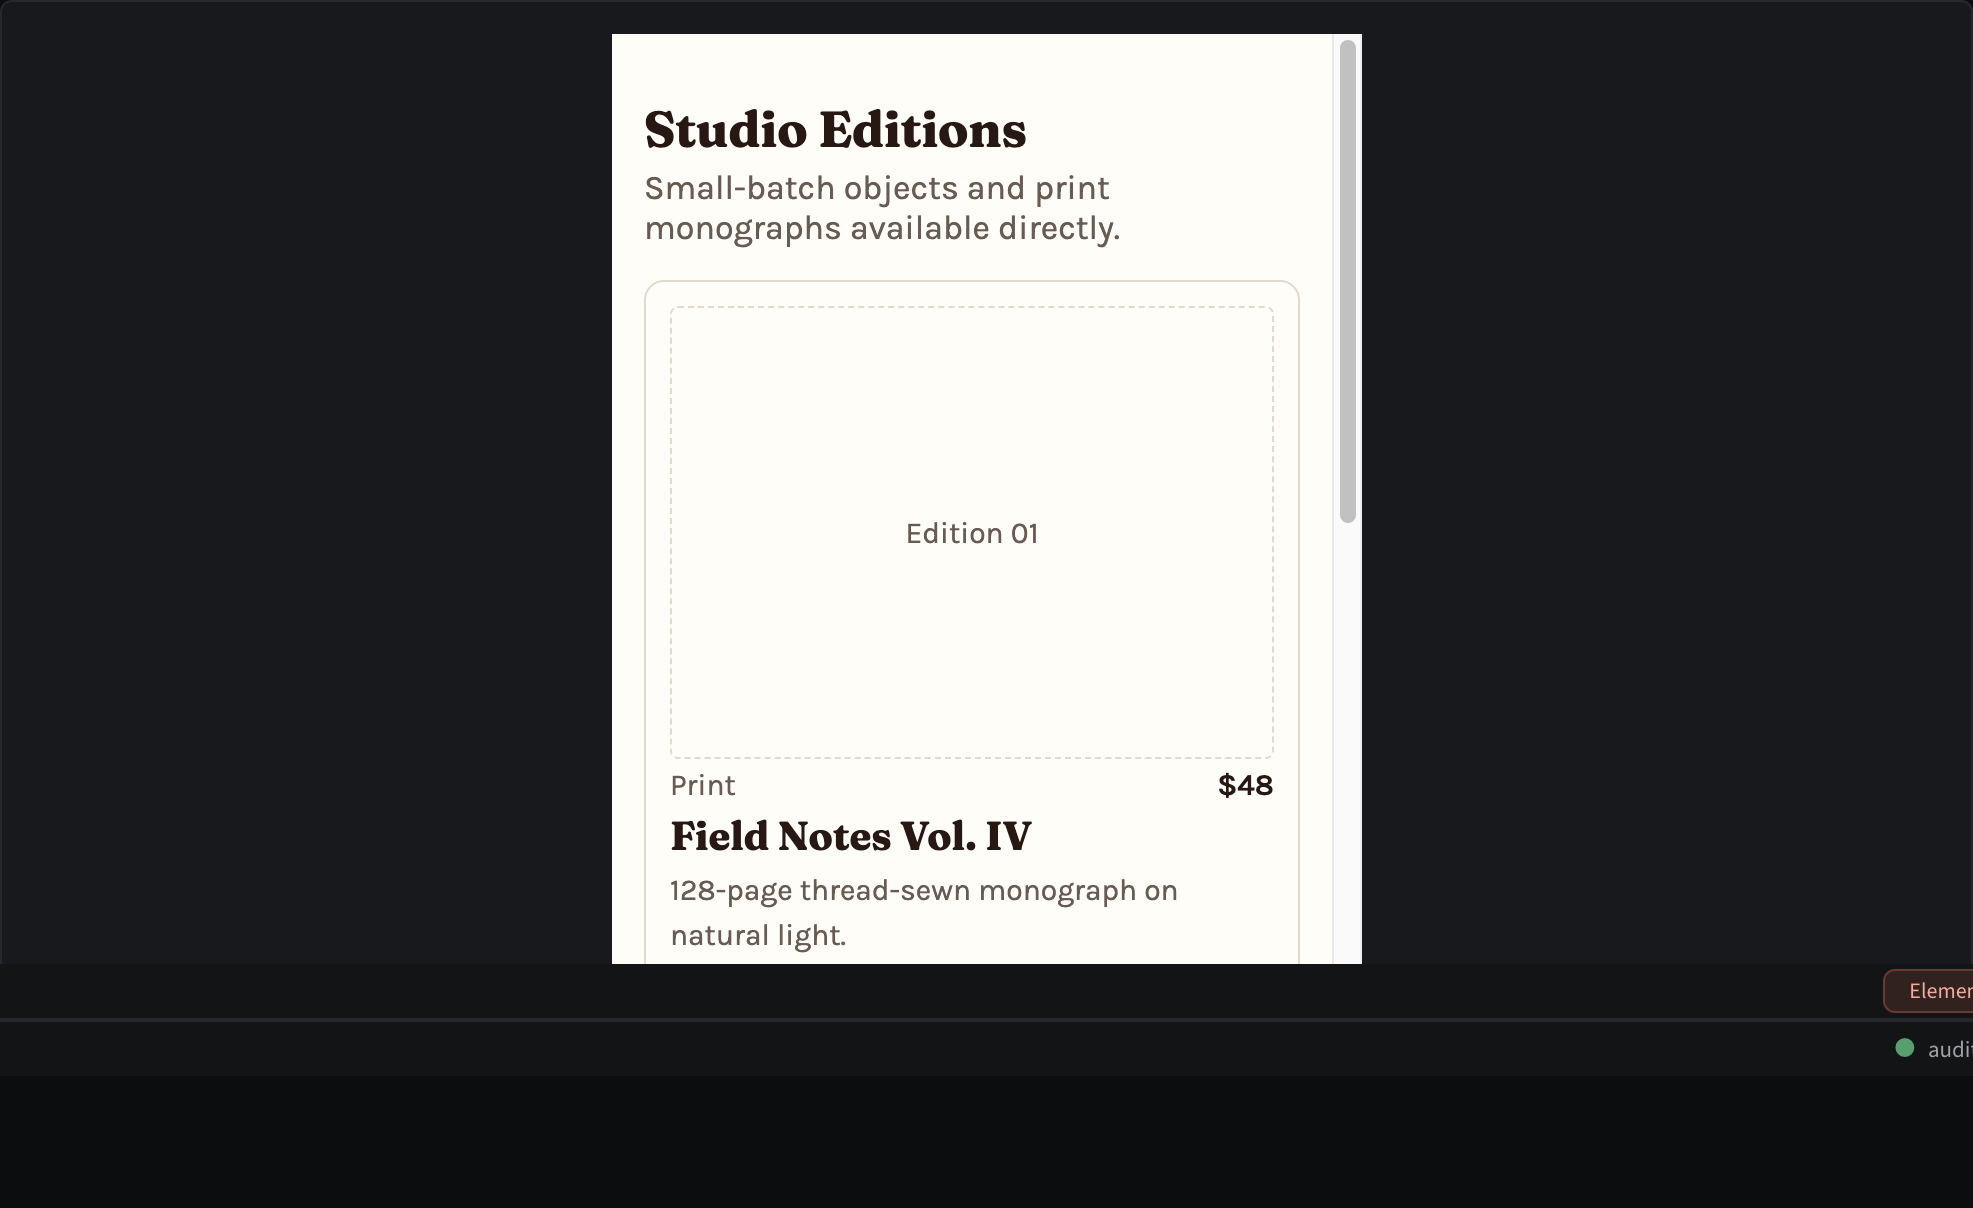 Studio Editions
Small-batch objects and print
monographs available directly.
Edition 01
Print $48
Field Notes Vol. IV
128-page thread-sewn monograph on
natural light.